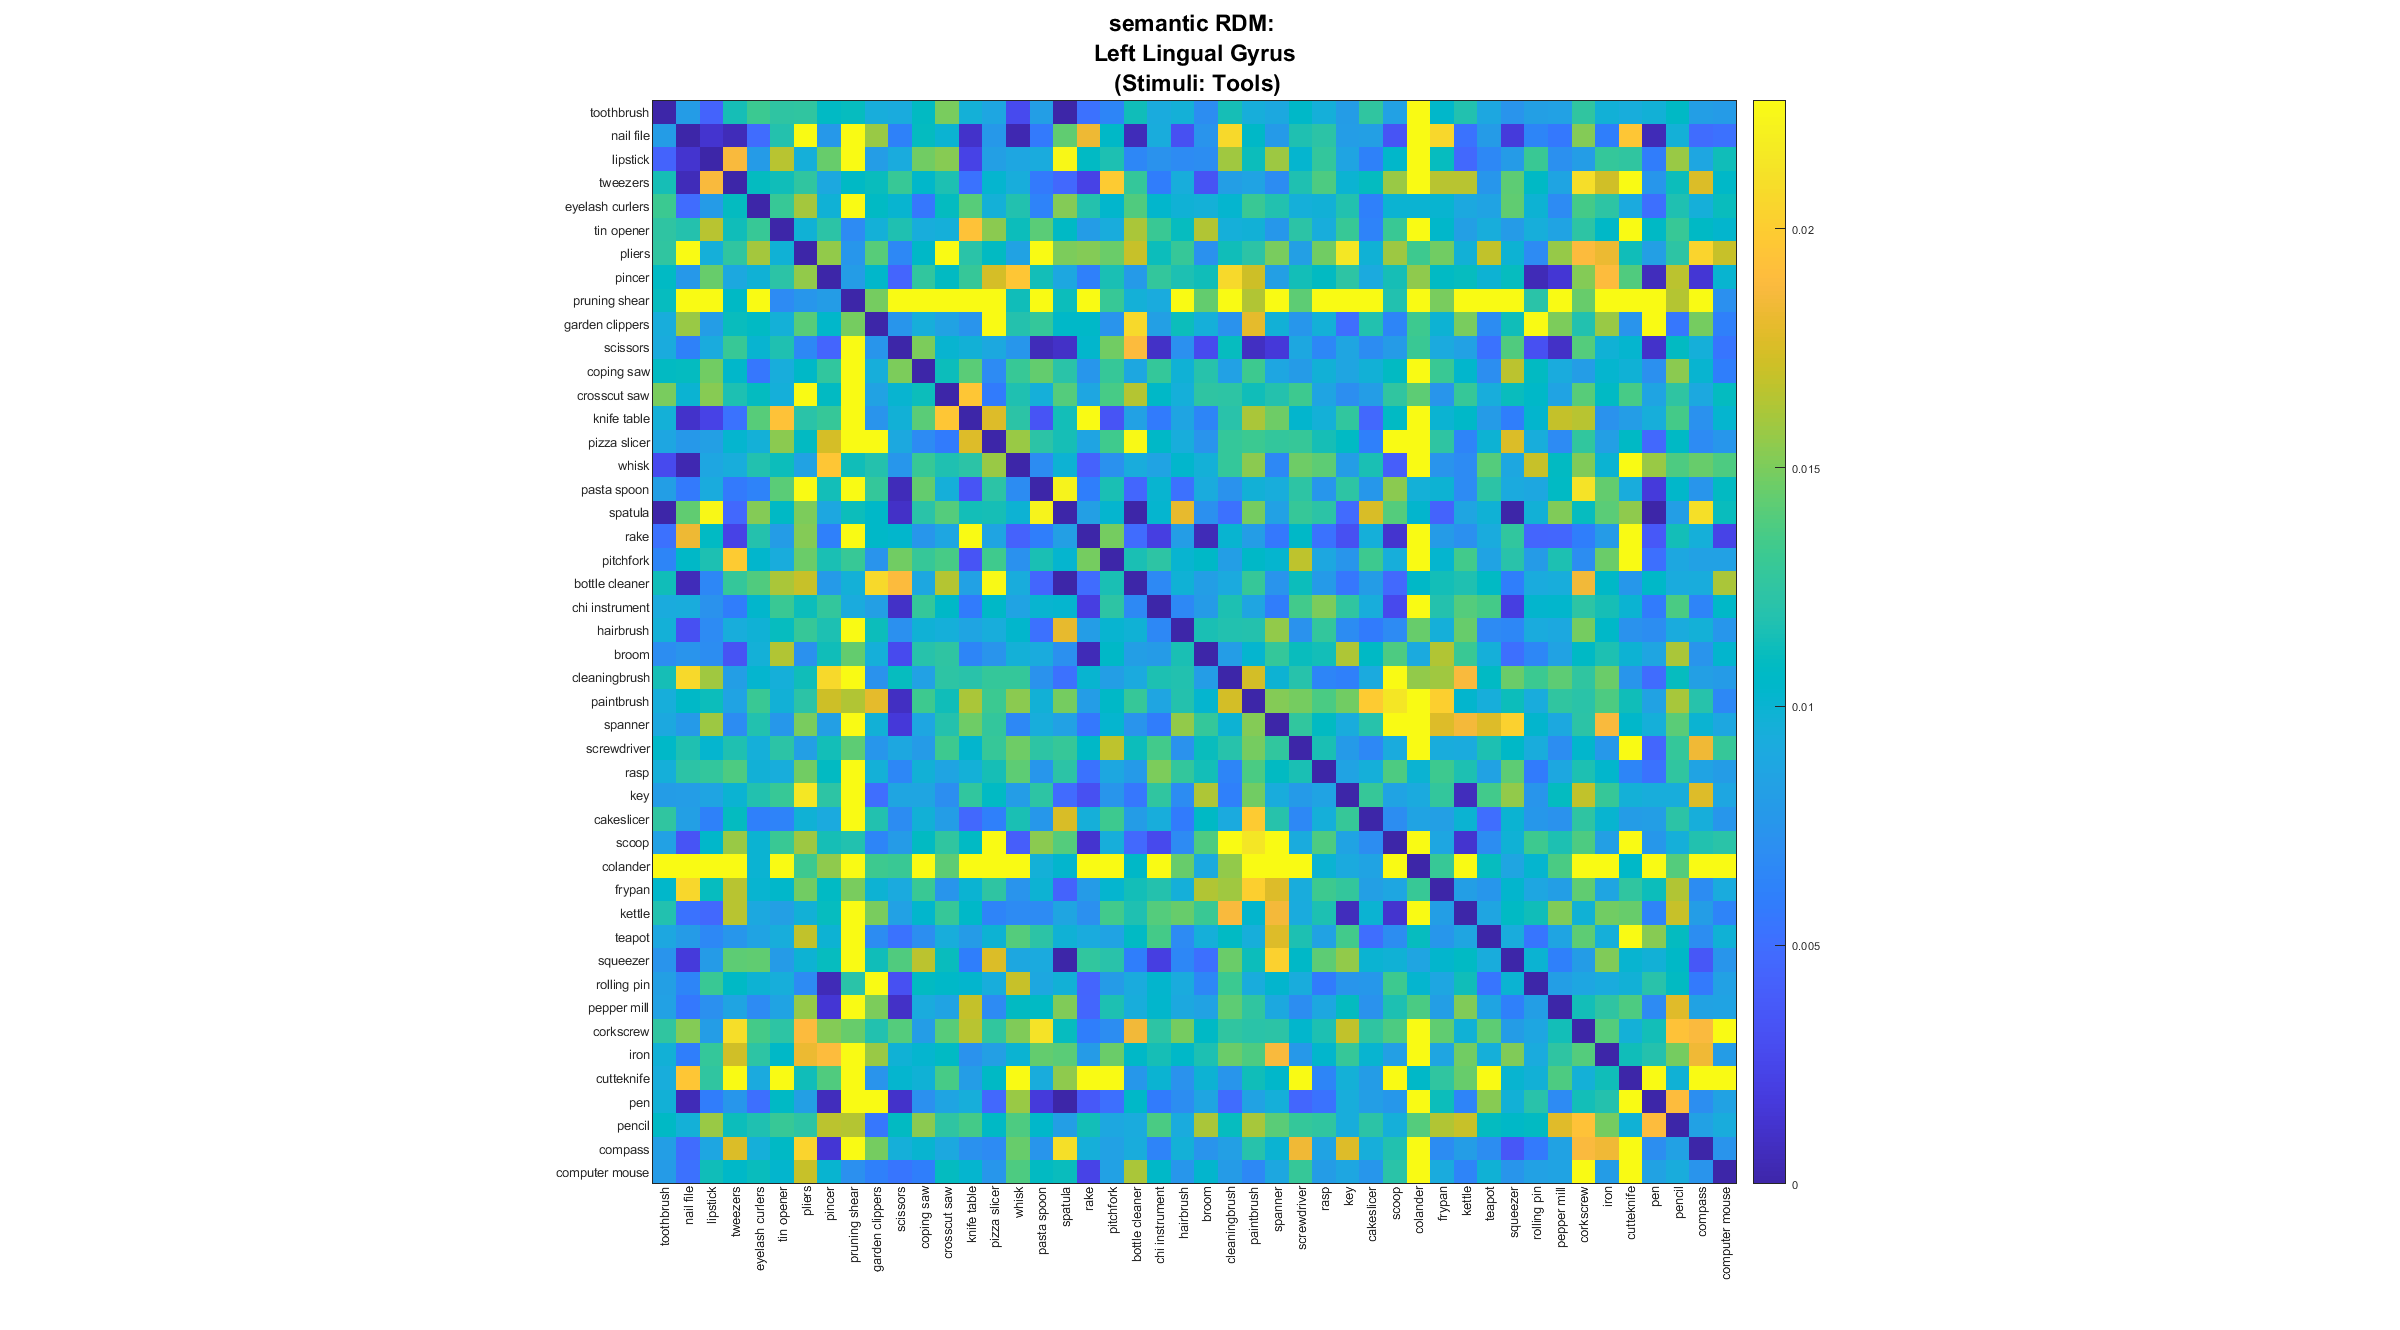 semantic RDM:
Left Lingual Gyrus
(Stimuli: Tools)
toothbrush
nail file
lipstick
tweezers
eyelash curlers
tin opener
pliers
pincer
pruning shear
garden clippers
scissors
coping saw
crosscut saw
knife table
pizza slicer
whisk
pasta spoon
spatula
rake
pitchfork
bottle cleaner
chi instrument
hairbrush
broom
cleaningbrush
paintbrush
spanner
screwdriver
rasp
key
cakeslicer
scoop
colander
frypan
kettle
teapot
squeezer
rolling pin
pepper mill
corkscrew
iron
cutteknife
pen
pencil
compass
computer mouse
toothbrush
nail file
lipstick
tweezers
eyelash curlers
tin opener
pliers
pincer
pruning shear
garden clippers
scissors
coping saw
crosscut saw
knife table
pizza slicer
whisk
pasta spoon
spatula
rake
pitchfork
bottle cleaner
chi instrument
hairbrush
broom
cleaningbrush
paintbrush
spanner
screwdriver
rasp
key
cakeslicer
scoop
colander
frypan
kettle
teapot
squeezer
rolling pin
pepper mill
corkscrew
iron
cutteknife
pen
pencil
compass
computer mouse
0.02
0.015
0.01
0.005
0